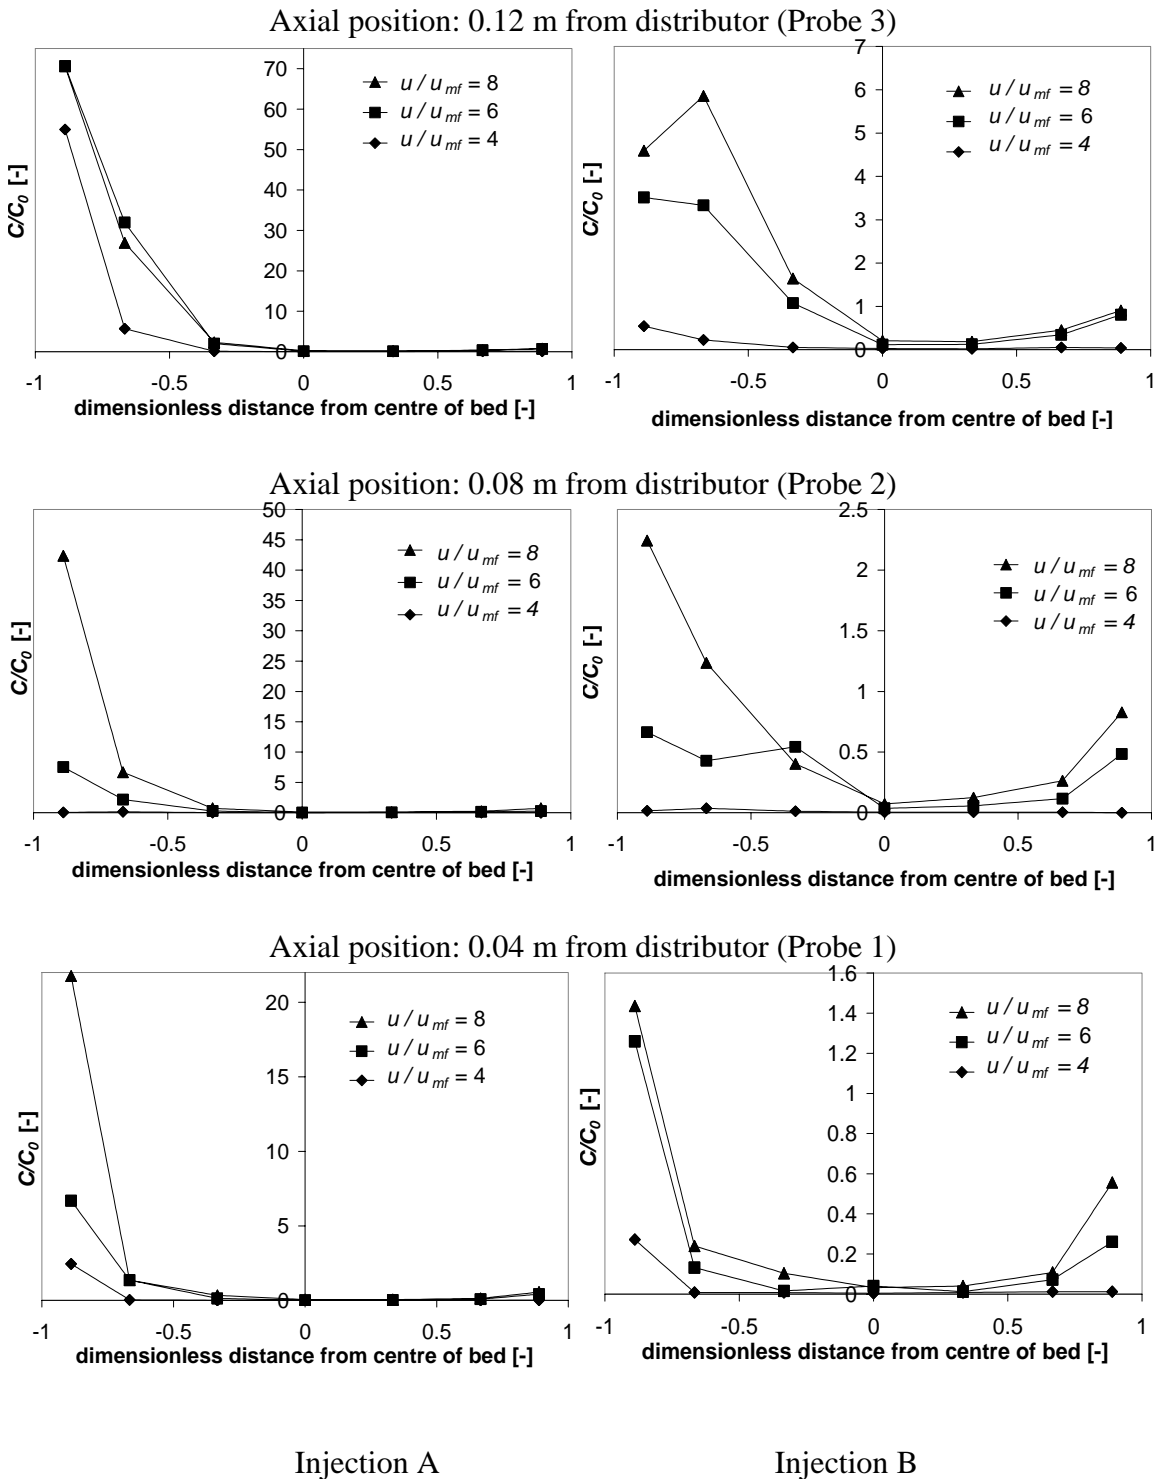 Axial position: 0.12 m from distributor (Probe 3)
C/C0 [-]
70
60
50
40
30
20
10
0
-1 -0.5 0 0.5 1
dimensionless distance from centre of bed [-]
u/umf = 8
u/umf = 6
u/umf = 4
C/C0 [-]
7
6
5
4
3
2
1
0
-1 -0.5 0 0.5 1
dimensionless distance from centre of bed [-]
u/umf = 8
u/umf = 6
u/umf = 4
Axial position: 0.08 m from distributor (Probe 2)
C/C0 [-]
50
45
40
35
30
25
20
15
10
5
0
-1 -0.5 0 0.5 1
dimensionless distance from centre of bed [-]
u/umf = 8
u/umf = 6
u/umf = 4
C/C0 [-]
2.5
2
1.5
1
0.5
0
-1 -0.5 0 0.5 1
dimensionless distance from centre of bed [-]
u/umf = 8
u/umf = 6
u/umf = 4
Axial position: 0.04 m from distributor (Probe 1)
C/C0 [-]
20
15
10
5
0
-1 -0.5 0 0.5 1
dimensionless distance from centre of bed [-]
u/umf = 8
u/umf = 6
u/umf = 4
C/C0 [-]
1.6
1.4
1.2
1
0.8
0.6
0.4
0.2
0
-1 -0.5 0 0.5 1
dimensionless distance from centre of bed [-]
u/umf = 8
u/umf = 6
u/umf = 4
Injection A
Injection B